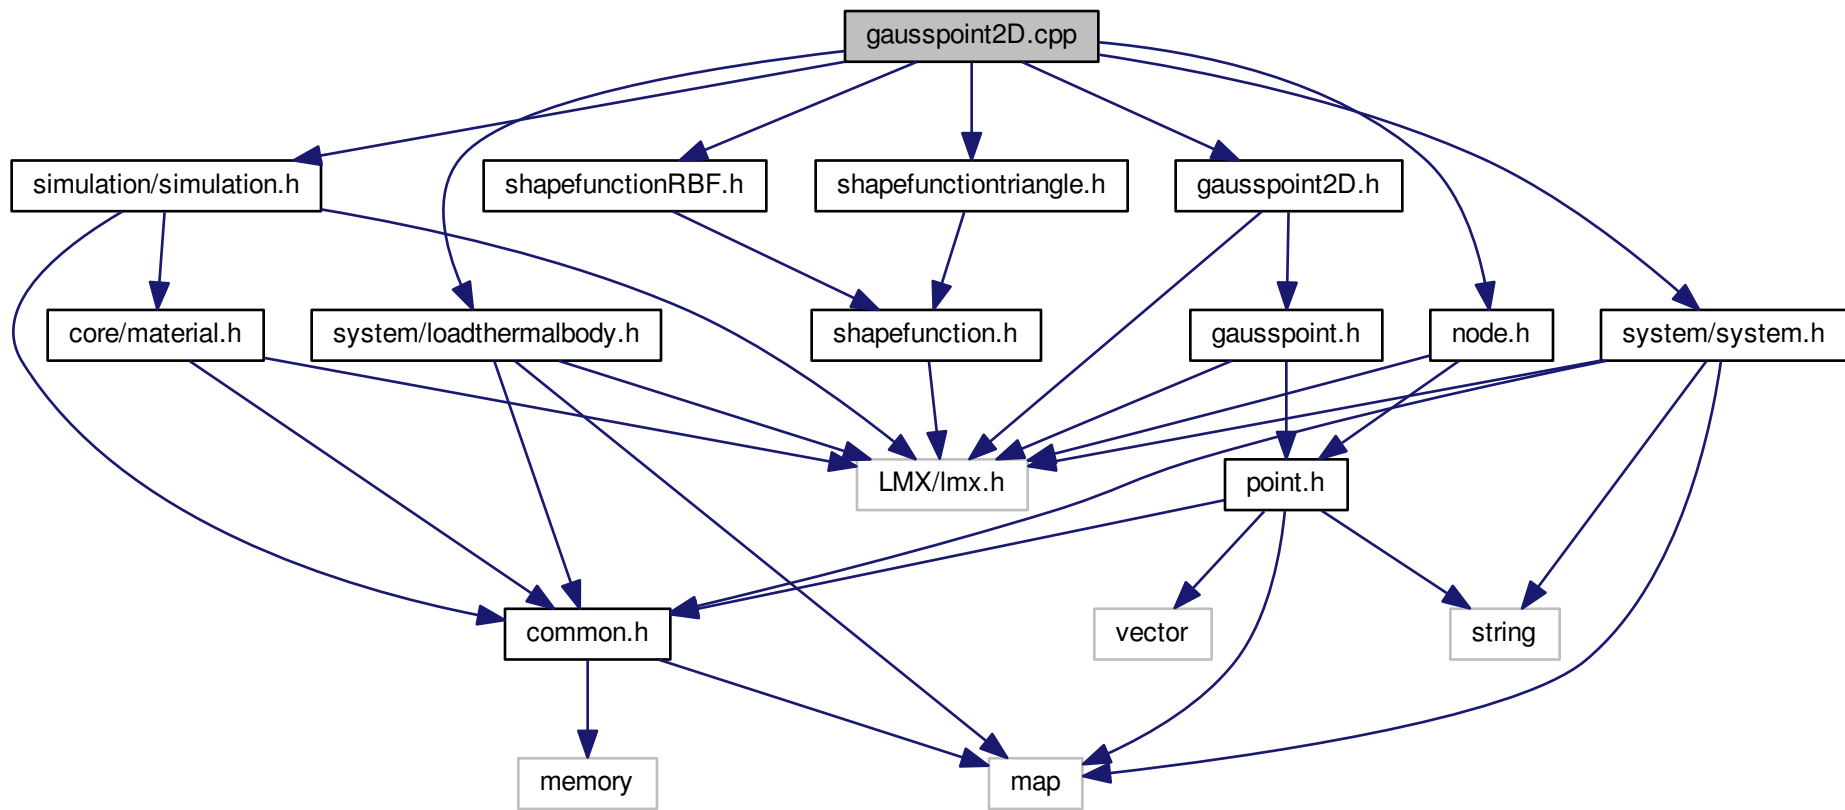 gausspoint2D.cpp
simulation/simulation.h
shapefunctionRBF.h
shapefunctiontriangle.h
gausspoint2D.h
core/material.h
system/loadthermalbody.h
shapefunction.h
gausspoint.h
node.h
system/system.h
LMX/lmx.h
point.h
common.h
vector
string
memory
map